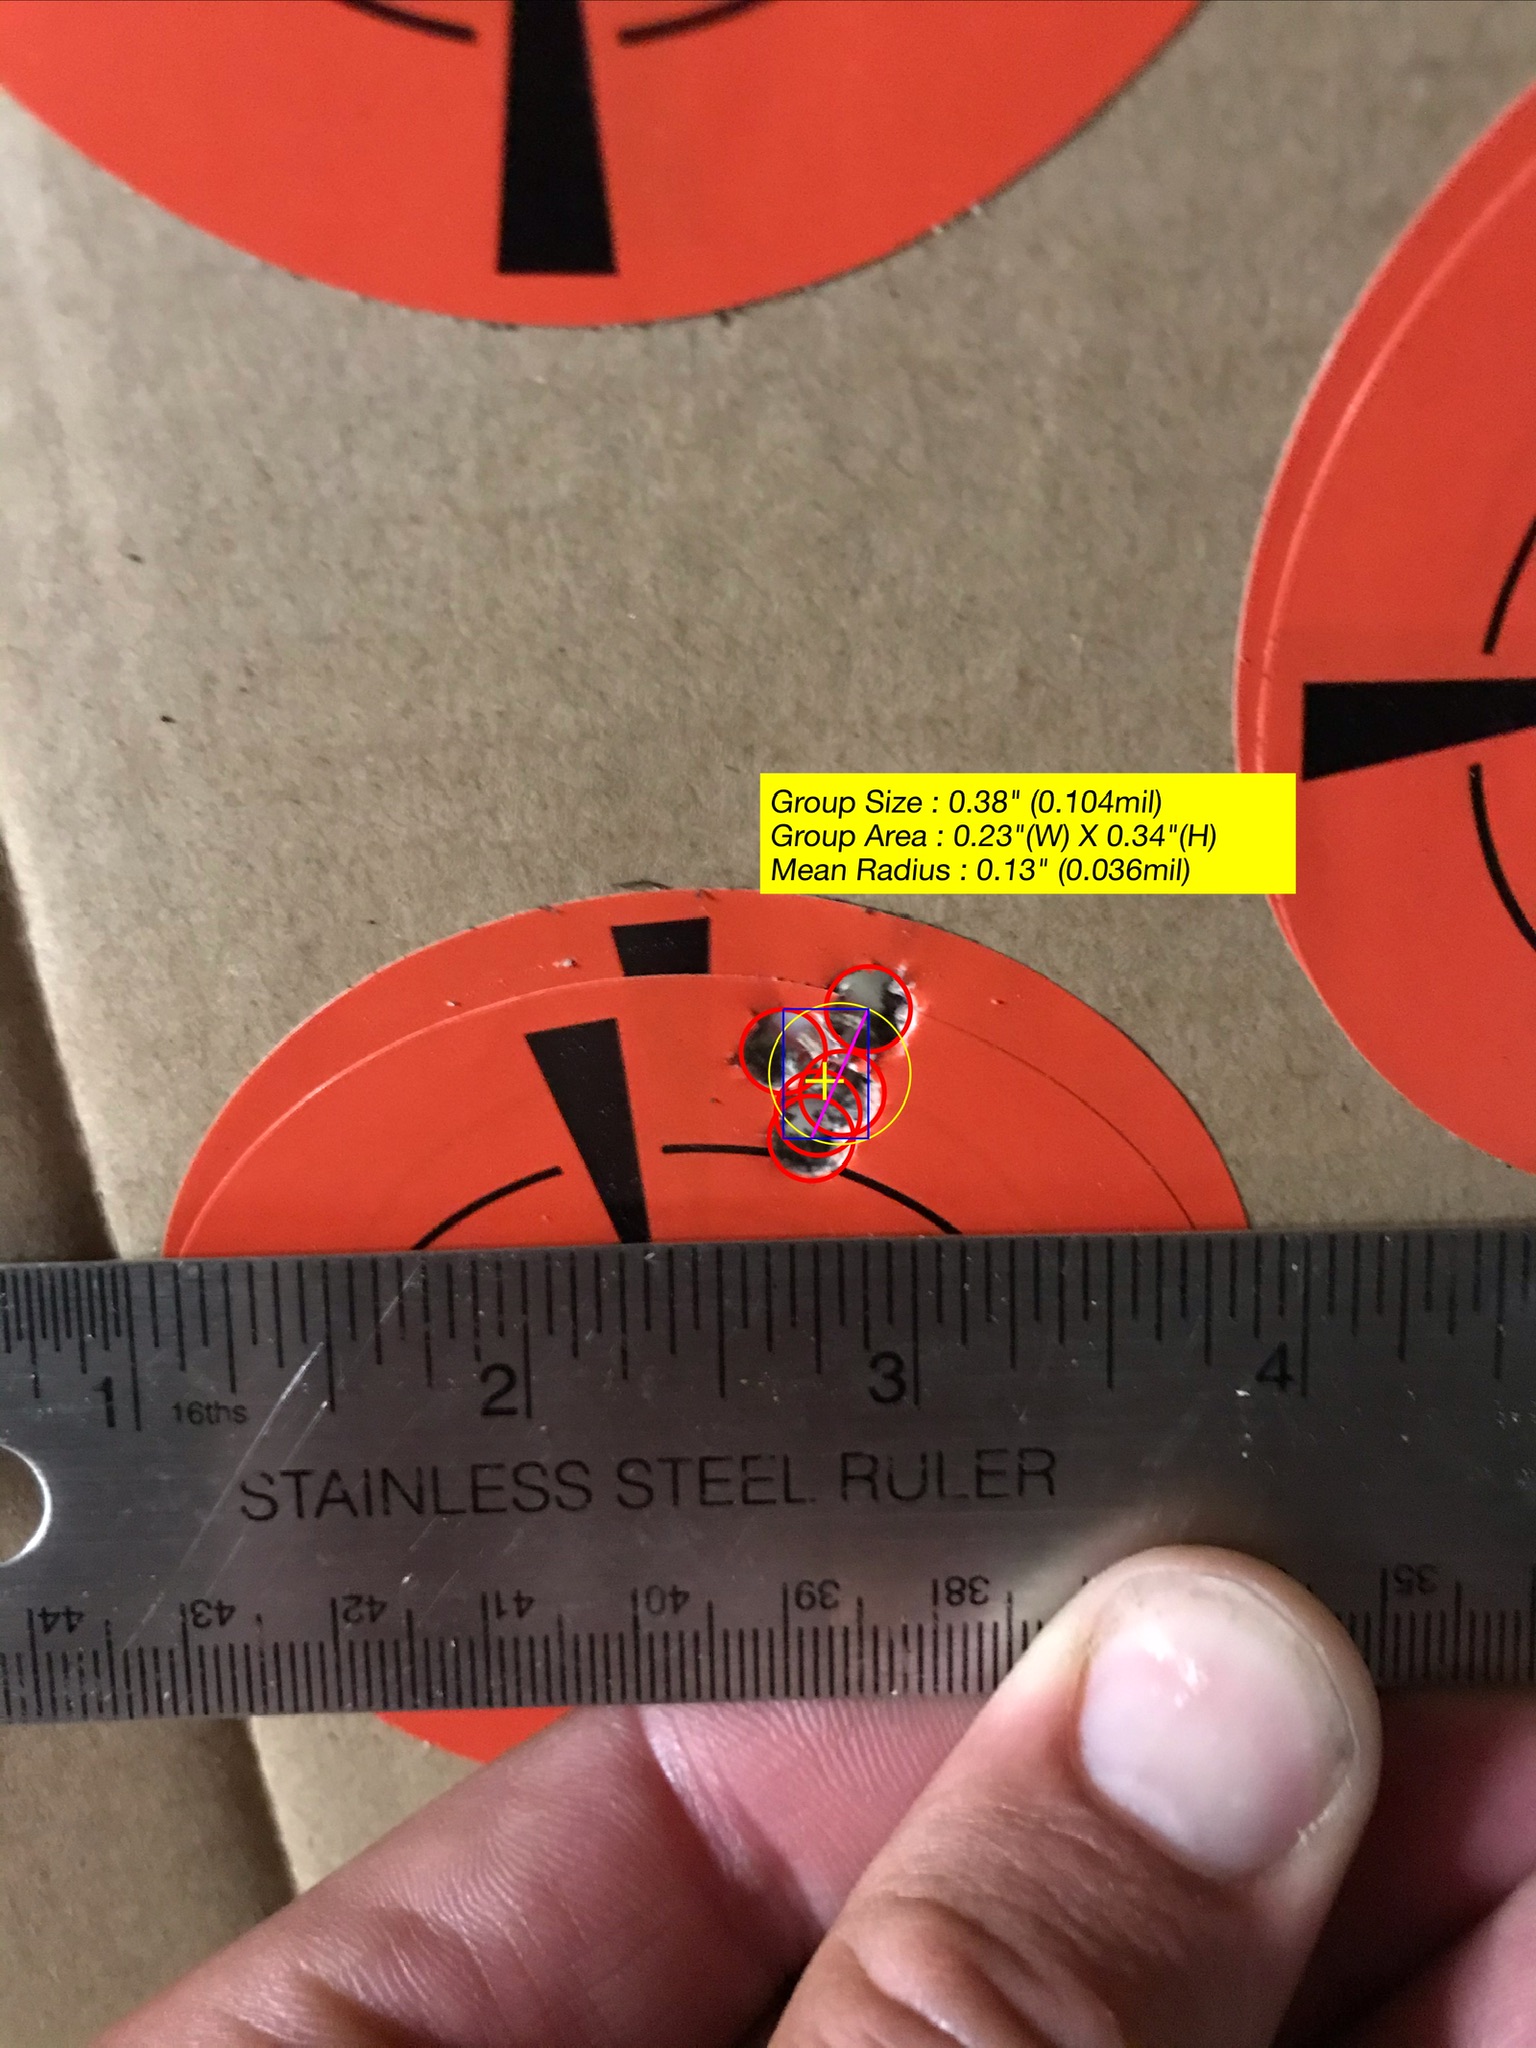 Group Size : 0.38" (0.104mil)
Group Area : 0.23"(W) X 0.34"(H)
Mean Radius : 0.13" (0.036mil)
1 2 3 4
16ths
STAINLESS STEEL RULER
44 43 42 41 40 39 38 35